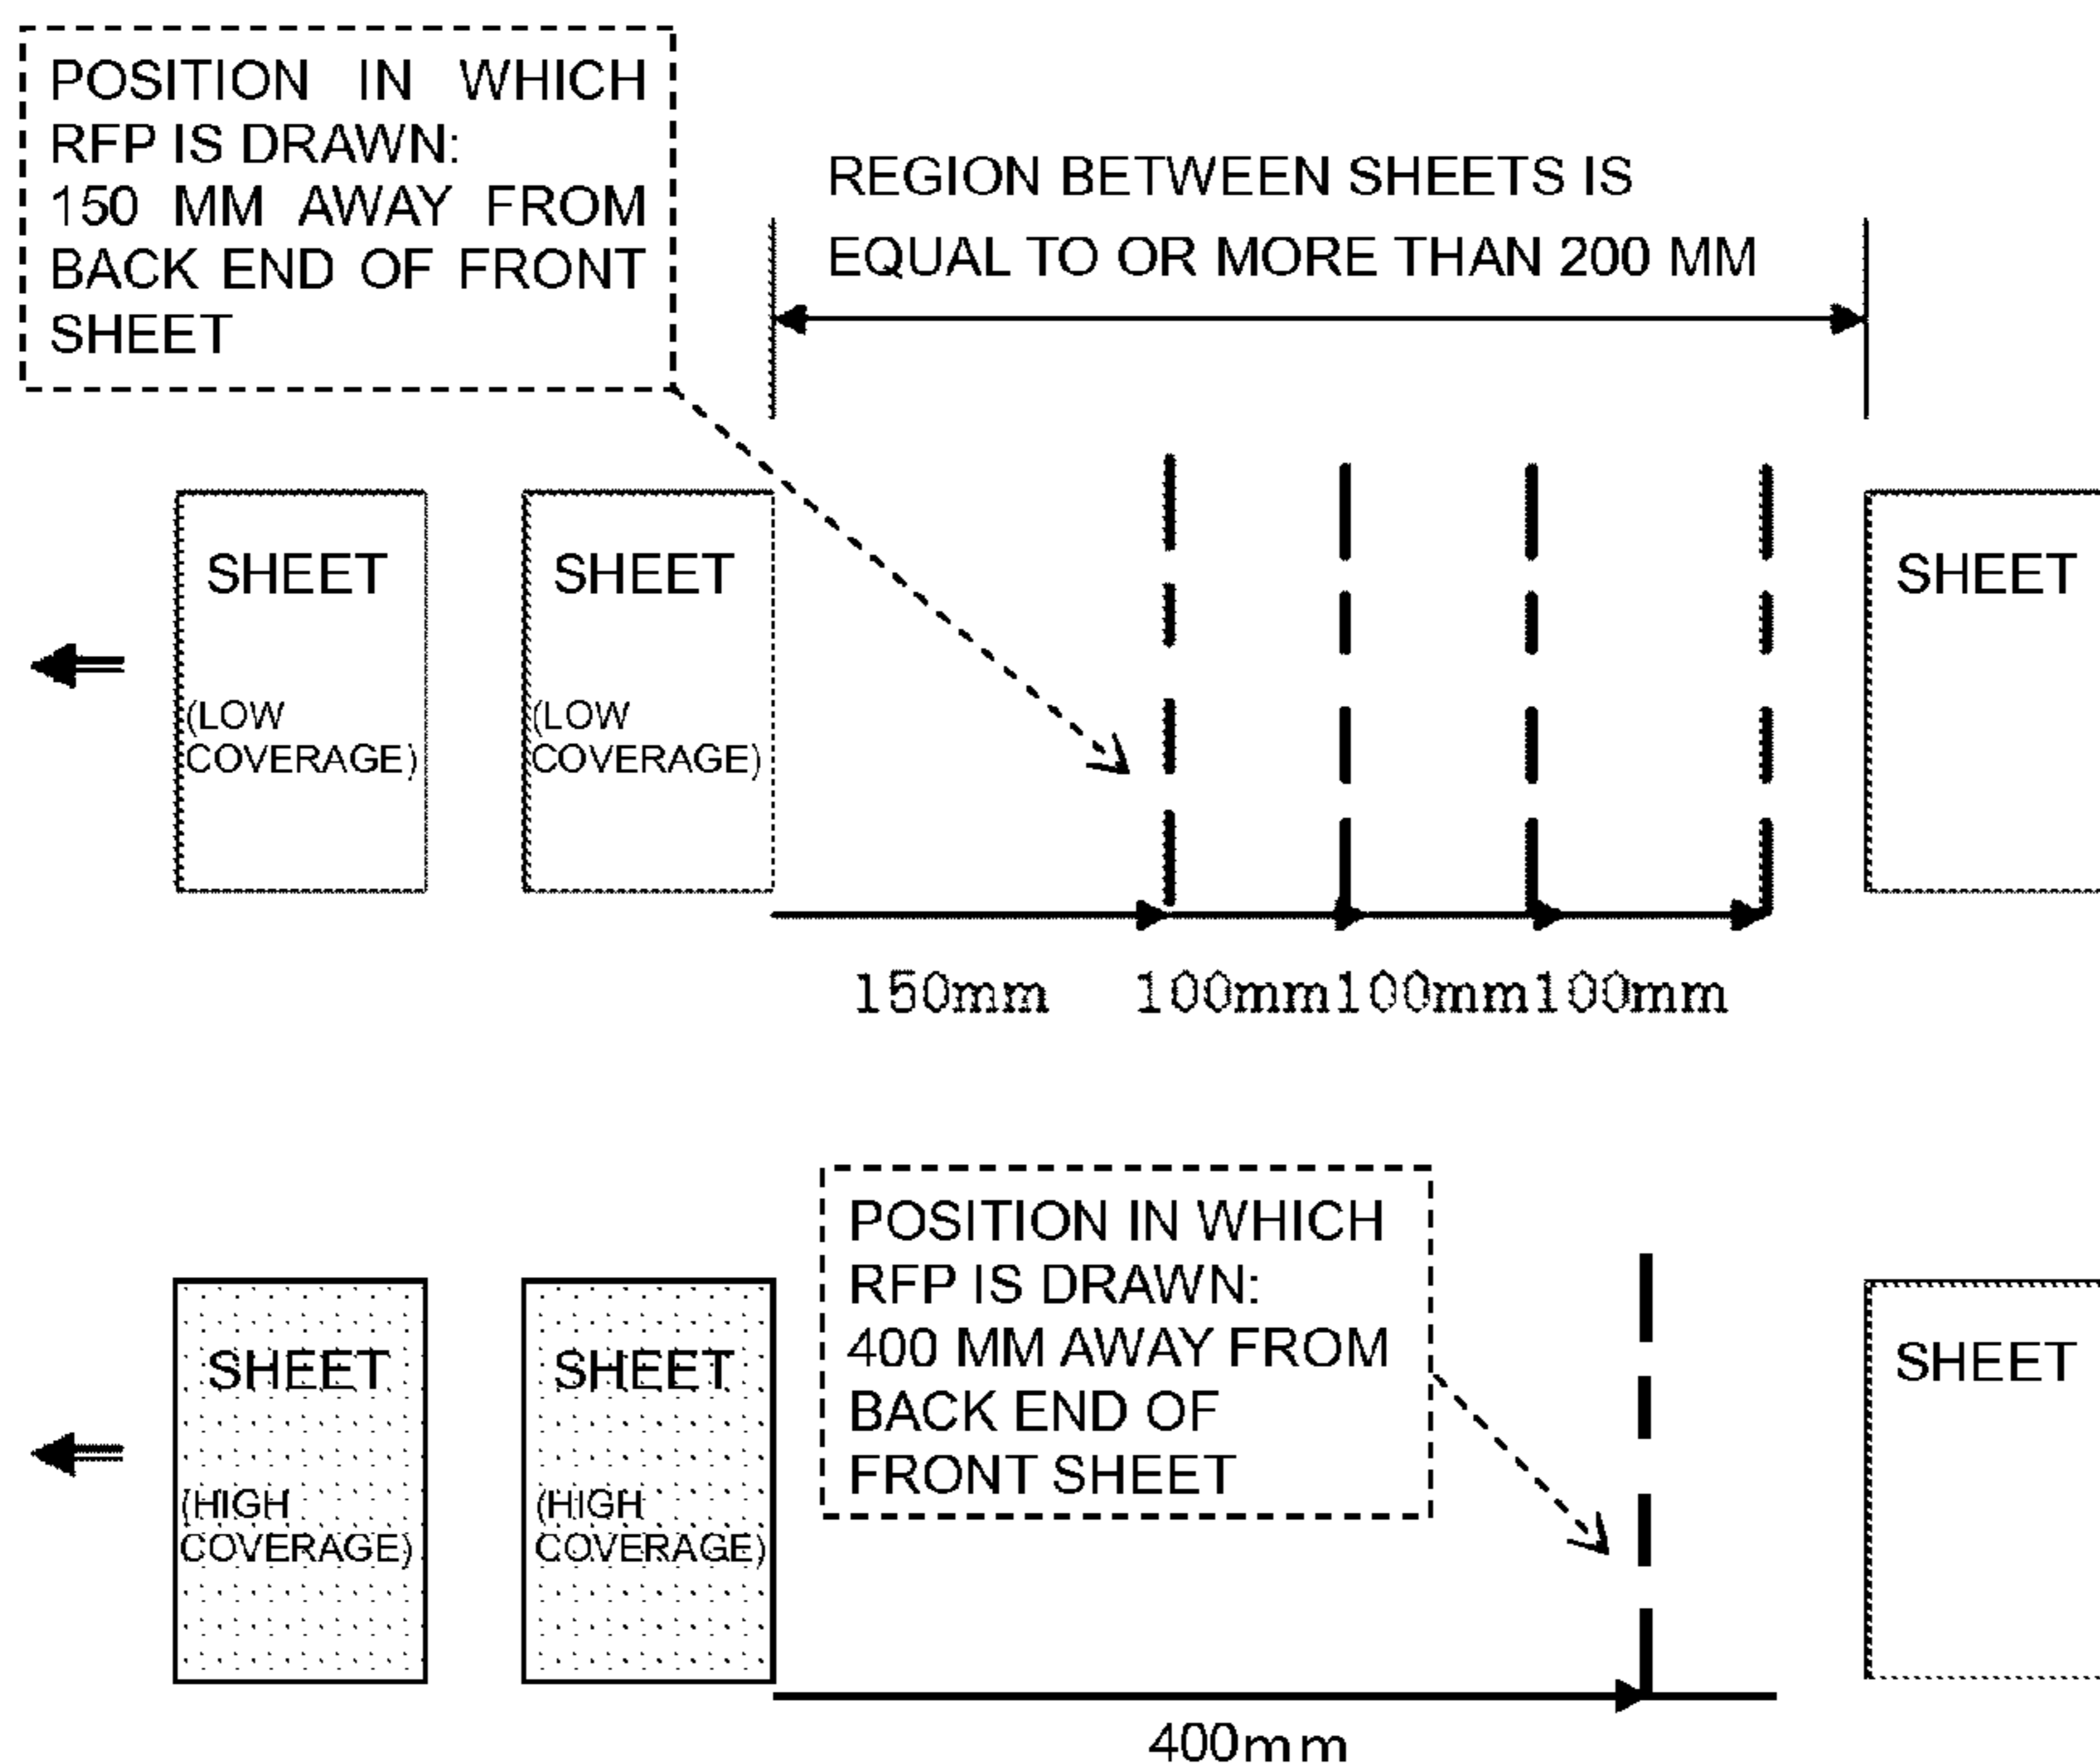 POSITION IN WHICH
RFP IS DRAWN:
150 MM AWAY FROM
BACK END OF FRONT
SHEET
REGION BETWEEN SHEETS IS
EQUAL TO OR MORE THAN 200 MM
SHEET
(LOW
COVERAGE)
SHEET
(LOW
COVERAGE)
SHEET
150mm 100mm 100mm 100mm
POSITION IN WHICH
RFP IS DRAWN:
400 MM AWAY FROM
BACK END OF
FRONT SHEET
SHEET
(HIGH
COVERAGE)
SHEET
(HIGH
COVERAGE)
SHEET
400mm